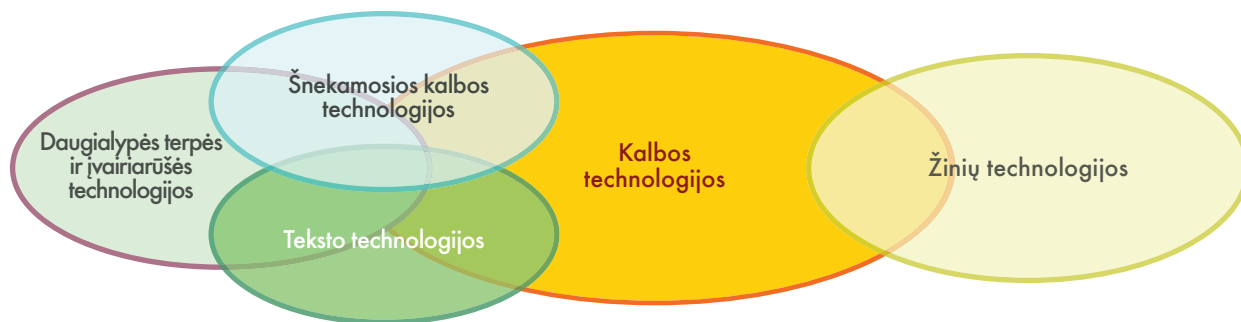 Šnekamosios kalbos
technologijos
Daugialypės terpės
ir įvairiarūšės
technologijos
Teksto technologijos
Kalbos
technologijos
Žinių technologijos